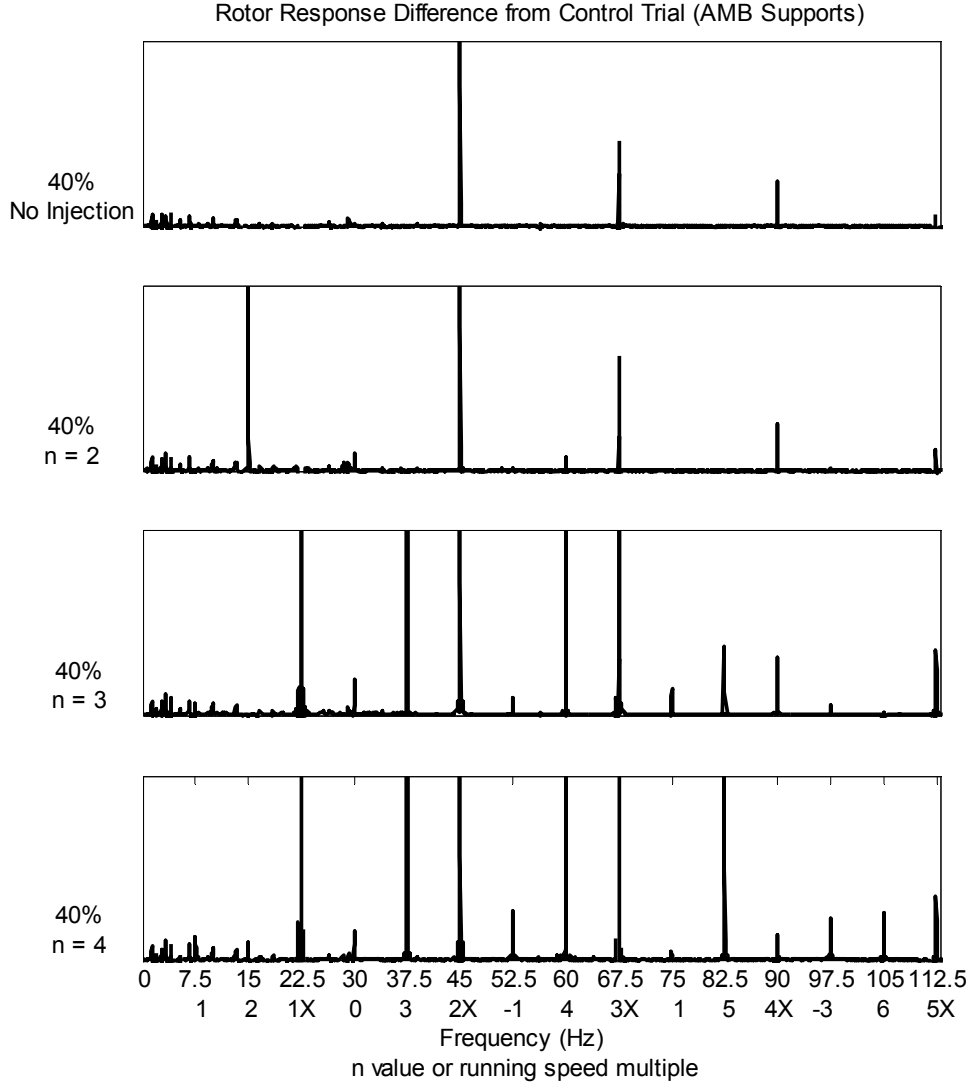 Rotor Response Difference from Control Trial (AMB Supports)
40%
No Injection
40%
n = 2
40%
n = 3
40%
n = 4
0 7.5 15 22.5 30 37.5 45 52.5 60 67.5 75 82.5 90 97.5 105 112.5
1 2 1X 0 3 2X -1 4 3X 1 5 4X -3 6 5X
Frequency (Hz)
n value or running speed multiple